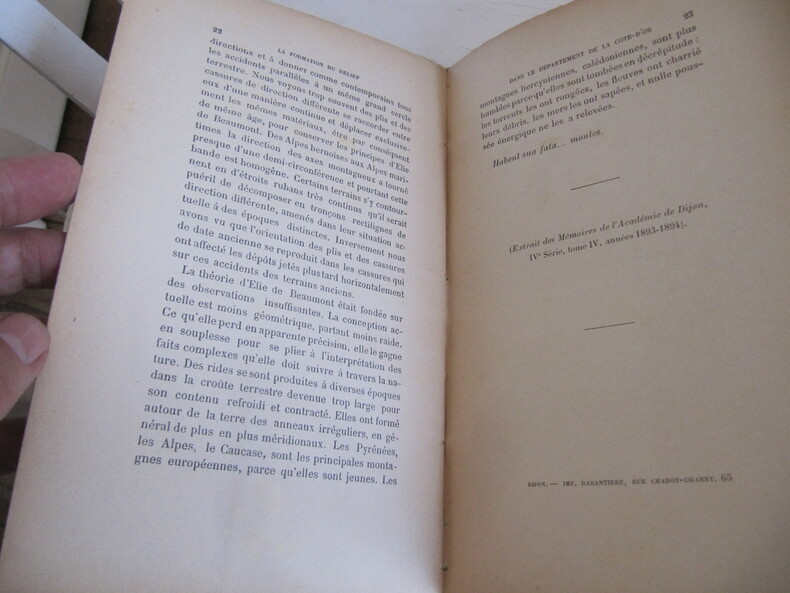 22
LA FORMATION DU RELIEF
directions et à donner comme contemporains tous
les accidents parallèles à un même grand cercle
terrestre. Nous voyons trop souvent des plis et des
cassures de direction différente se raccorder entre
eux d'une manière continue et déplacer exclusive-
ment les mêmes matériaux, être par conséquent
de même âge, pour conserver les principes d'Elie
de Beaumont. Des Alpes bernoises aux Alpes mari-
times la direction des axes montagneux a tourné
presque d'une demi-circonférence et pourtant cette
bande est homogène. Certains terrains s'y contour-
nent en d'étroits rubans très continus qu'il serait
puéril de décomposer en tronçons rectilignes de
direction différente, amenés dans leur situation ac-
tuelle à des époques distinctes. Inversement nous
avons vu que l'orientation des plis et des cassures
de date ancienne se reproduit dans les cassures qui
ont affecté les dépôts jetés plus tard horizontalement
sur ces accidents des terrains anciens.
La théorie d'Elie de Beaumont était fondée sur
des observations insuffisantes. La conception ac-
tuelle est moins géométrique, partant moins raide.
Ce qu'elle perd en apparente précision, elle le gagne
en souplesse pour se plier à l'interprétation des
faits complexes qu'elle doit suivre à travers la na-
ture. Des rides se sont produites à diverses époques
dans la croûte terrestre devenue trop large pour
son contenu refroidi et contracté. Elles ont formé
autour de la terre des anneaux irréguliers, en gé-
néral de plus en plus méridionaux. Les Pyrénées,
les Alpes, le Caucase, sont les principales monta-
gnes européennes, parce qu'elles sont jeunes. Les
DANS LE DÉPARTEMENT DE LA COTE-D'OR
23
montagnes hercyniennes, calédoniennes, sont plus
humbles parce qu'elles sont tombées en décrépitude :
les torrents les ont rongées, les fleuves ont charrié
leurs débris, les mers les ont sapées, et nulle pous-
sée énergique ne les a relevées.
Habent sua fata... montes.
(Extrait des Mémoires de l'Académie de Dijon,
IVe Série, tome IV, années 1893-1894).
DIJON. — IMP. DARANTIERE, RUE CHABOT-CHARNY, 65